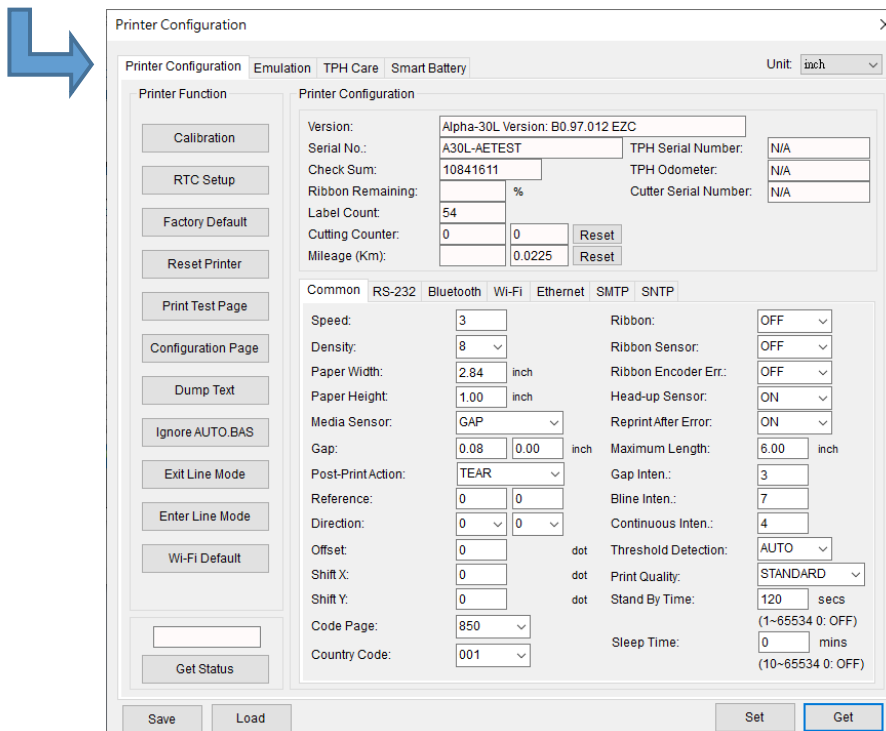 Printer Configuration
Printer Configuration Emulation TPH Care Smart Battery Unit: inch
Printer Function
Calibration
RTC Setup
Factory Default
Reset Printer
Print Test Page
Configuration Page
Dump Text
Ignore AUTO.BAS
Exit Line Mode
Enter Line Mode
Wi-Fi Default
Get Status
Printer Configuration
Version: Alpha-30L Version: B0.97.012 EZC
Serial No.: A30L-AETEST TPH Serial Number: N/A
Check Sum: 10841611 TPH Odometer: N/A
Ribbon Remaining: % Cutter Serial Number: N/A
Label Count: 54
Cutting Counter: 0 0 Reset
Mileage (Km): 0.0225 Reset
Common RS-232 Bluetooth Wi-Fi Ethernet SMTP SNTP
Speed: 3 Ribbon: OFF
Density: 8 Ribbon Sensor: OFF
Paper Width: 2.84 inch Ribbon Encoder Err.: OFF
Paper Height: 1.00 inch Head-up Sensor: ON
Media Sensor: GAP Reprint After Error: ON
Gap: 0.08 0.00 inch Maximum Length: 6.00 inch
Post-Print Action: TEAR Gap Inten.: 3
Reference: 0 0 Bline Inten.: 7
Direction: 0 0 Continuous Inten.: 4
Offset: 0 dot Threshold Detection: AUTO
Shift X: 0 dot Print Quality: STANDARD
Shift Y: 0 dot Stand By Time: 120 secs
(1~65534 0: OFF)
Code Page: 850
Sleep Time: 0 mins
Country Code: 001
(10~65534 0: OFF)
Save Load Set Get